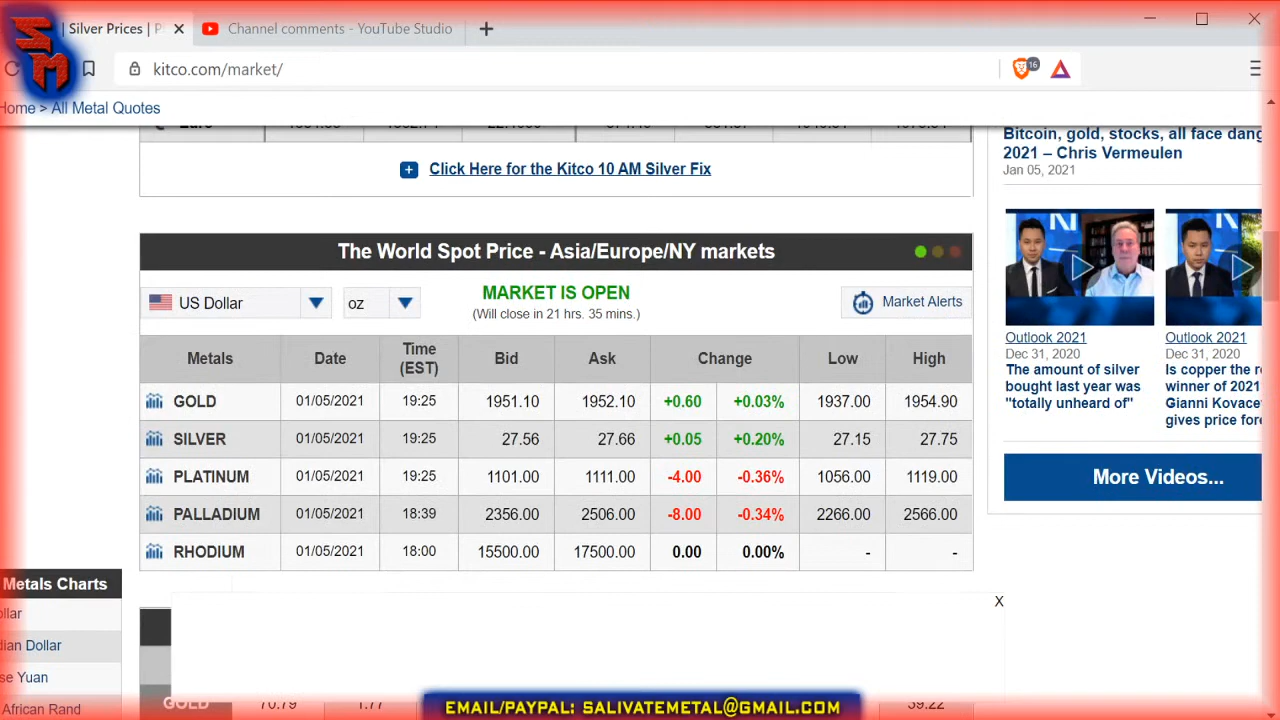 SM
| Silver Prices | P
Channel comments - YouTube Studio
kitco.com/market/
16
Home > All Metal Quotes
Click Here for the Kitco 10 AM Silver Fix
The World Spot Price - Asia/Europe/NY markets
US Dollar
oz
MARKET IS OPEN
(Will close in 21 hrs. 35 mins.)
Market Alerts
Metals Date Time (EST) Bid Ask Change Low High
GOLD 01/05/2021 19:25 1951.10 1952.10 +0.60 +0.03% 1937.00 1954.90
SILVER 01/05/2021 19:25 27.56 27.66 +0.05 +0.20% 27.15 27.75
PLATINUM 01/05/2021 19:25 1101.00 1111.00 -4.00 -0.36% 1056.00 1119.00
PALLADIUM 01/05/2021 18:39 2356.00 2506.00 -8.00 -0.34% 2266.00 2566.00
RHODIUM 01/05/2021 18:00 15500.00 17500.00 0.00 0.00% - -
Bitcoin, gold, stocks, all face dang
2021 – Chris Vermeulen
Jan 05, 2021
Outlook 2021
Dec 31, 2020
The amount of silver
bought last year was
"totally unheard of"
Outlook 2021
Dec 31, 2020
Is copper the re
winner of 2021
Gianni Kovace
gives price for
More Videos...
Metals Charts
ollar
dian Dollar
se Yuan
African Rand
X
GOLD 70.79 1.77 39.22
EMAIL/PAYPAL: SALIVATEMETAL@GMAIL.COM